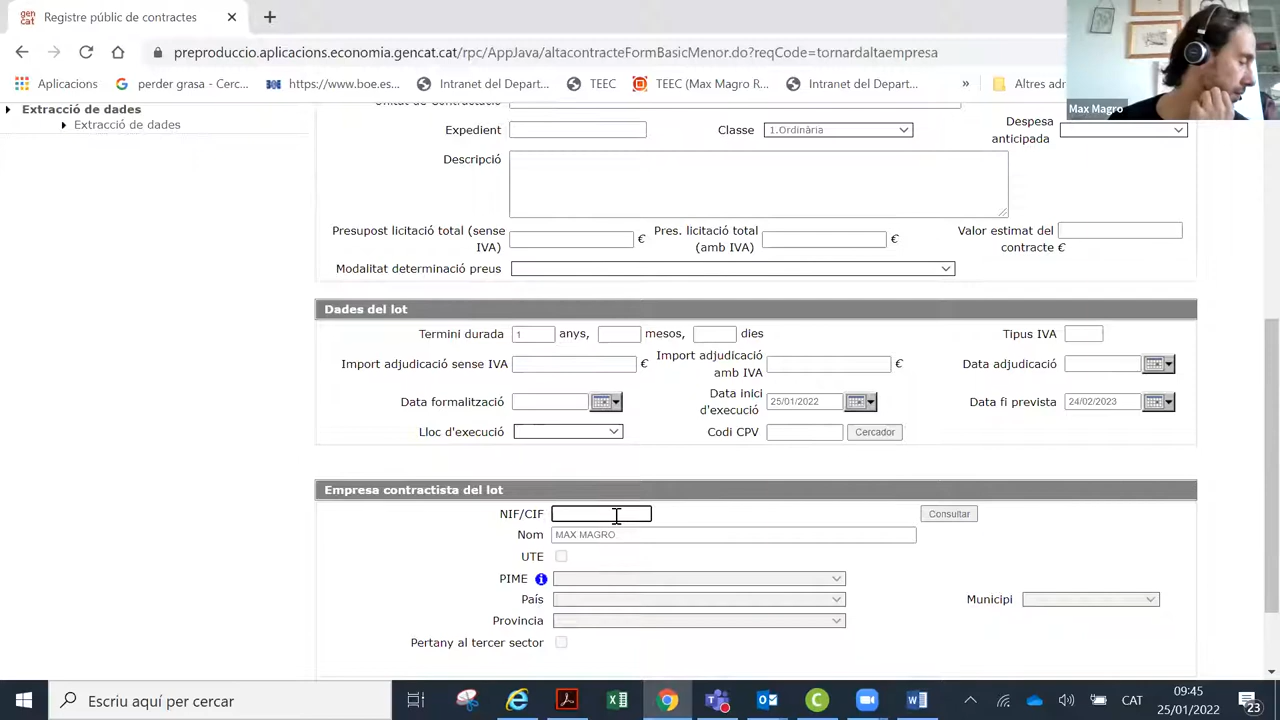 Registre públic de contractes
preproduccio.aplicacions.economia.gencat.cat/rpc/AppJava/altacontracteFormBasicMenor.do?reqCode=tornardaltaempresa
Aplicacions
perder grasa - Cerc...
https://www.boe.es...
Intranet del Depart...
TEEC
TEEC (Max Magro R...
Intranet del Depart...
»
Altres adr
Max Magro
Extracció de dades
Extracció de dades
Unitat de Contractació
Expedient
Classe
1.Ordinària
Despesa
anticipada
Descripció
Presupost licitació total (sense
IVA)
€
Pres. licitació total
(amb IVA)
€
Valor estimat del
contracte €
Modalitat determinació preus
Dades del lot
Termini durada
1
anys,
mesos,
dies
Tipus IVA
Import adjudicació sense IVA
€
Import adjudicació
amb IVA
€
Data adjudicació
Data formalització
Data inici
d'execució
25/01/2022
Data fi prevista
24/02/2023
Lloc d'execució
Codi CPV
Cercador
Empresa contractista del lot
NIF/CIF
Consultar
Nom
MAX MAGRO
UTE
PIME
País
Municipi
Provincia
Pertany al tercer sector
Escriu aquí per cercar
CAT
09:45
25/01/2022
23